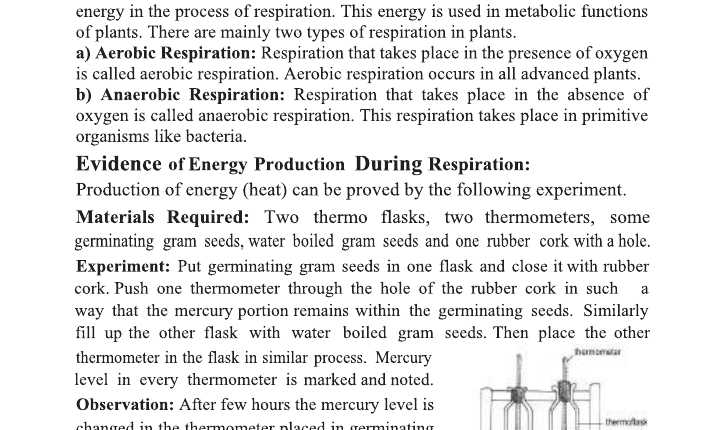 energy in the process of respiration. This energy is used in metabolic functions
of plants. There are mainly two types of respiration in plants.
a) Aerobic Respiration: Respiration that takes place in the presence of oxygen
is called aerobic respiration. Aerobic respiration occurs in all advanced plants.
b) Anaerobic Respiration: Respiration that takes place in the absence of
oxygen is called anaerobic respiration. This respiration takes place in primitive
organisms like bacteria.
Evidence of Energy Production During Respiration:
Production of energy (heat) can be proved by the following experiment.
Materials Required: Two thermo flasks, two thermometers, some
germinating gram seeds, water boiled gram seeds and one rubber cork with a hole.
Experiment: Put germinating gram seeds in one flask and close it with rubber
cork. Push one thermometer through the hole of the rubber cork in such a
way that the mercury portion remains within the germinating seeds. Similarly
fill up the other flask with water boiled gram seeds. Then place the other
thermometer in the flask in similar process. Mercury
level in every thermometer is marked and noted.
Observation: After few hours the mercury level is
changed in the thermometer placed in germinating
thermometer
thermoflask